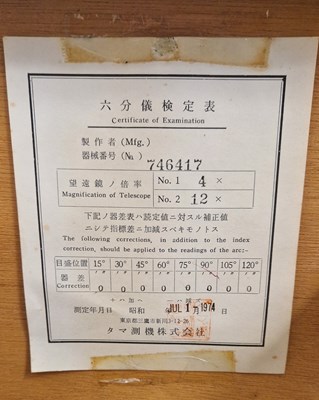 六分儀検定表
Certificate of Examination
製作者 (Mfg.)
器械番号 (№) 746417
望遠鏡ノ倍率 No. 1 4 ×
Magnification of Telescope No. 2 12 ×
下記ノ器差表ハ読定値ニ対スル補正値
ニシテ指標差ニ加減スベキモノトス
The following corrections, in addition to the index
correction, should be applied to the readings of the arc:-
目盛位置 15° 30° 45° 60° 75° 90° 105° 120°
器差
Correction 0 0 0 0 0 0 0 0
測定年月日 昭和 年 JUL 1 1974 日
タマ測機株式会社